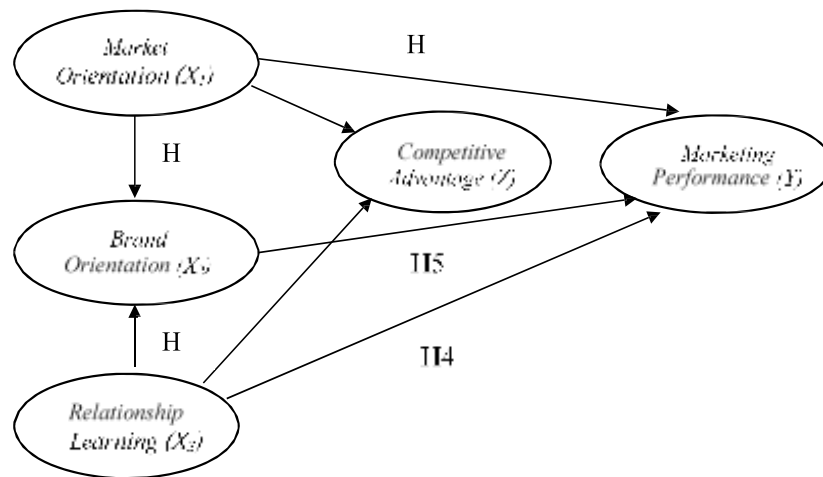 H
Market
Orientation (X1)
Competitive
Advantage (Z)
Marketing
Performance (Y)
H
Brand
Orientation (X3)
H5
H
H4
Relationship
Learning (X2)